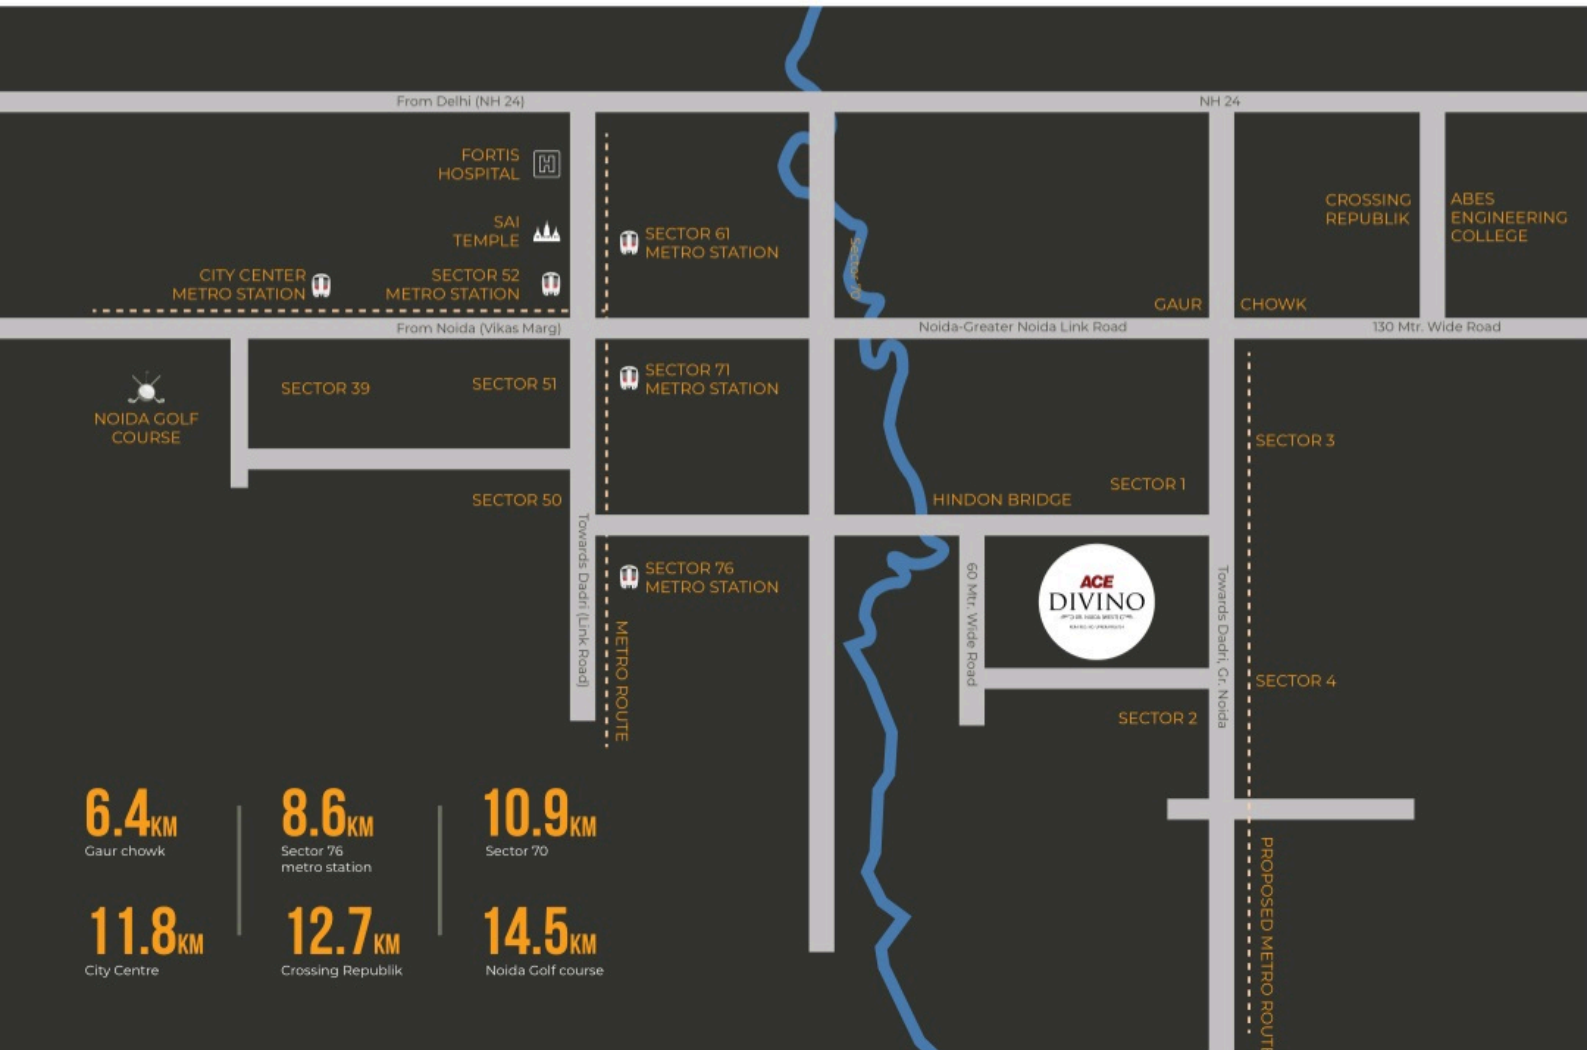 From Delhi (NH 24)
NH 24
FORTIS
HOSPITAL
SAI
TEMPLE
CITY CENTER
METRO STATION
SECTOR 52
METRO STATION
SECTOR 61
METRO STATION
Sector 70
CROSSING
REPUBLIK
ABES
ENGINEERING
COLLEGE
GAUR
CHOWK
From Noida (Vikas Marg)
Noida-Greater Noida Link Road
130 Mtr. Wide Road
NOIDA GOLF
COURSE
SECTOR 39
SECTOR 51
SECTOR 71
METRO STATION
SECTOR 3
SECTOR 50
HINDON BRIDGE
SECTOR 1
Towards Dadri (Link Road)
SECTOR 76
METRO STATION
METRO ROUTE
60 Mtr. Wide Road
ACE
DIVINO
Towards Dadri, Gr. Noida
SECTOR 4
SECTOR 2
PROPOSED METRO ROUT
6.4KM
Gaur chowk
8.6KM
Sector 76
metro station
10.9KM
Sector 70
11.8KM
City Centre
12.7KM
Crossing Republik
14.5KM
Noida Golf course